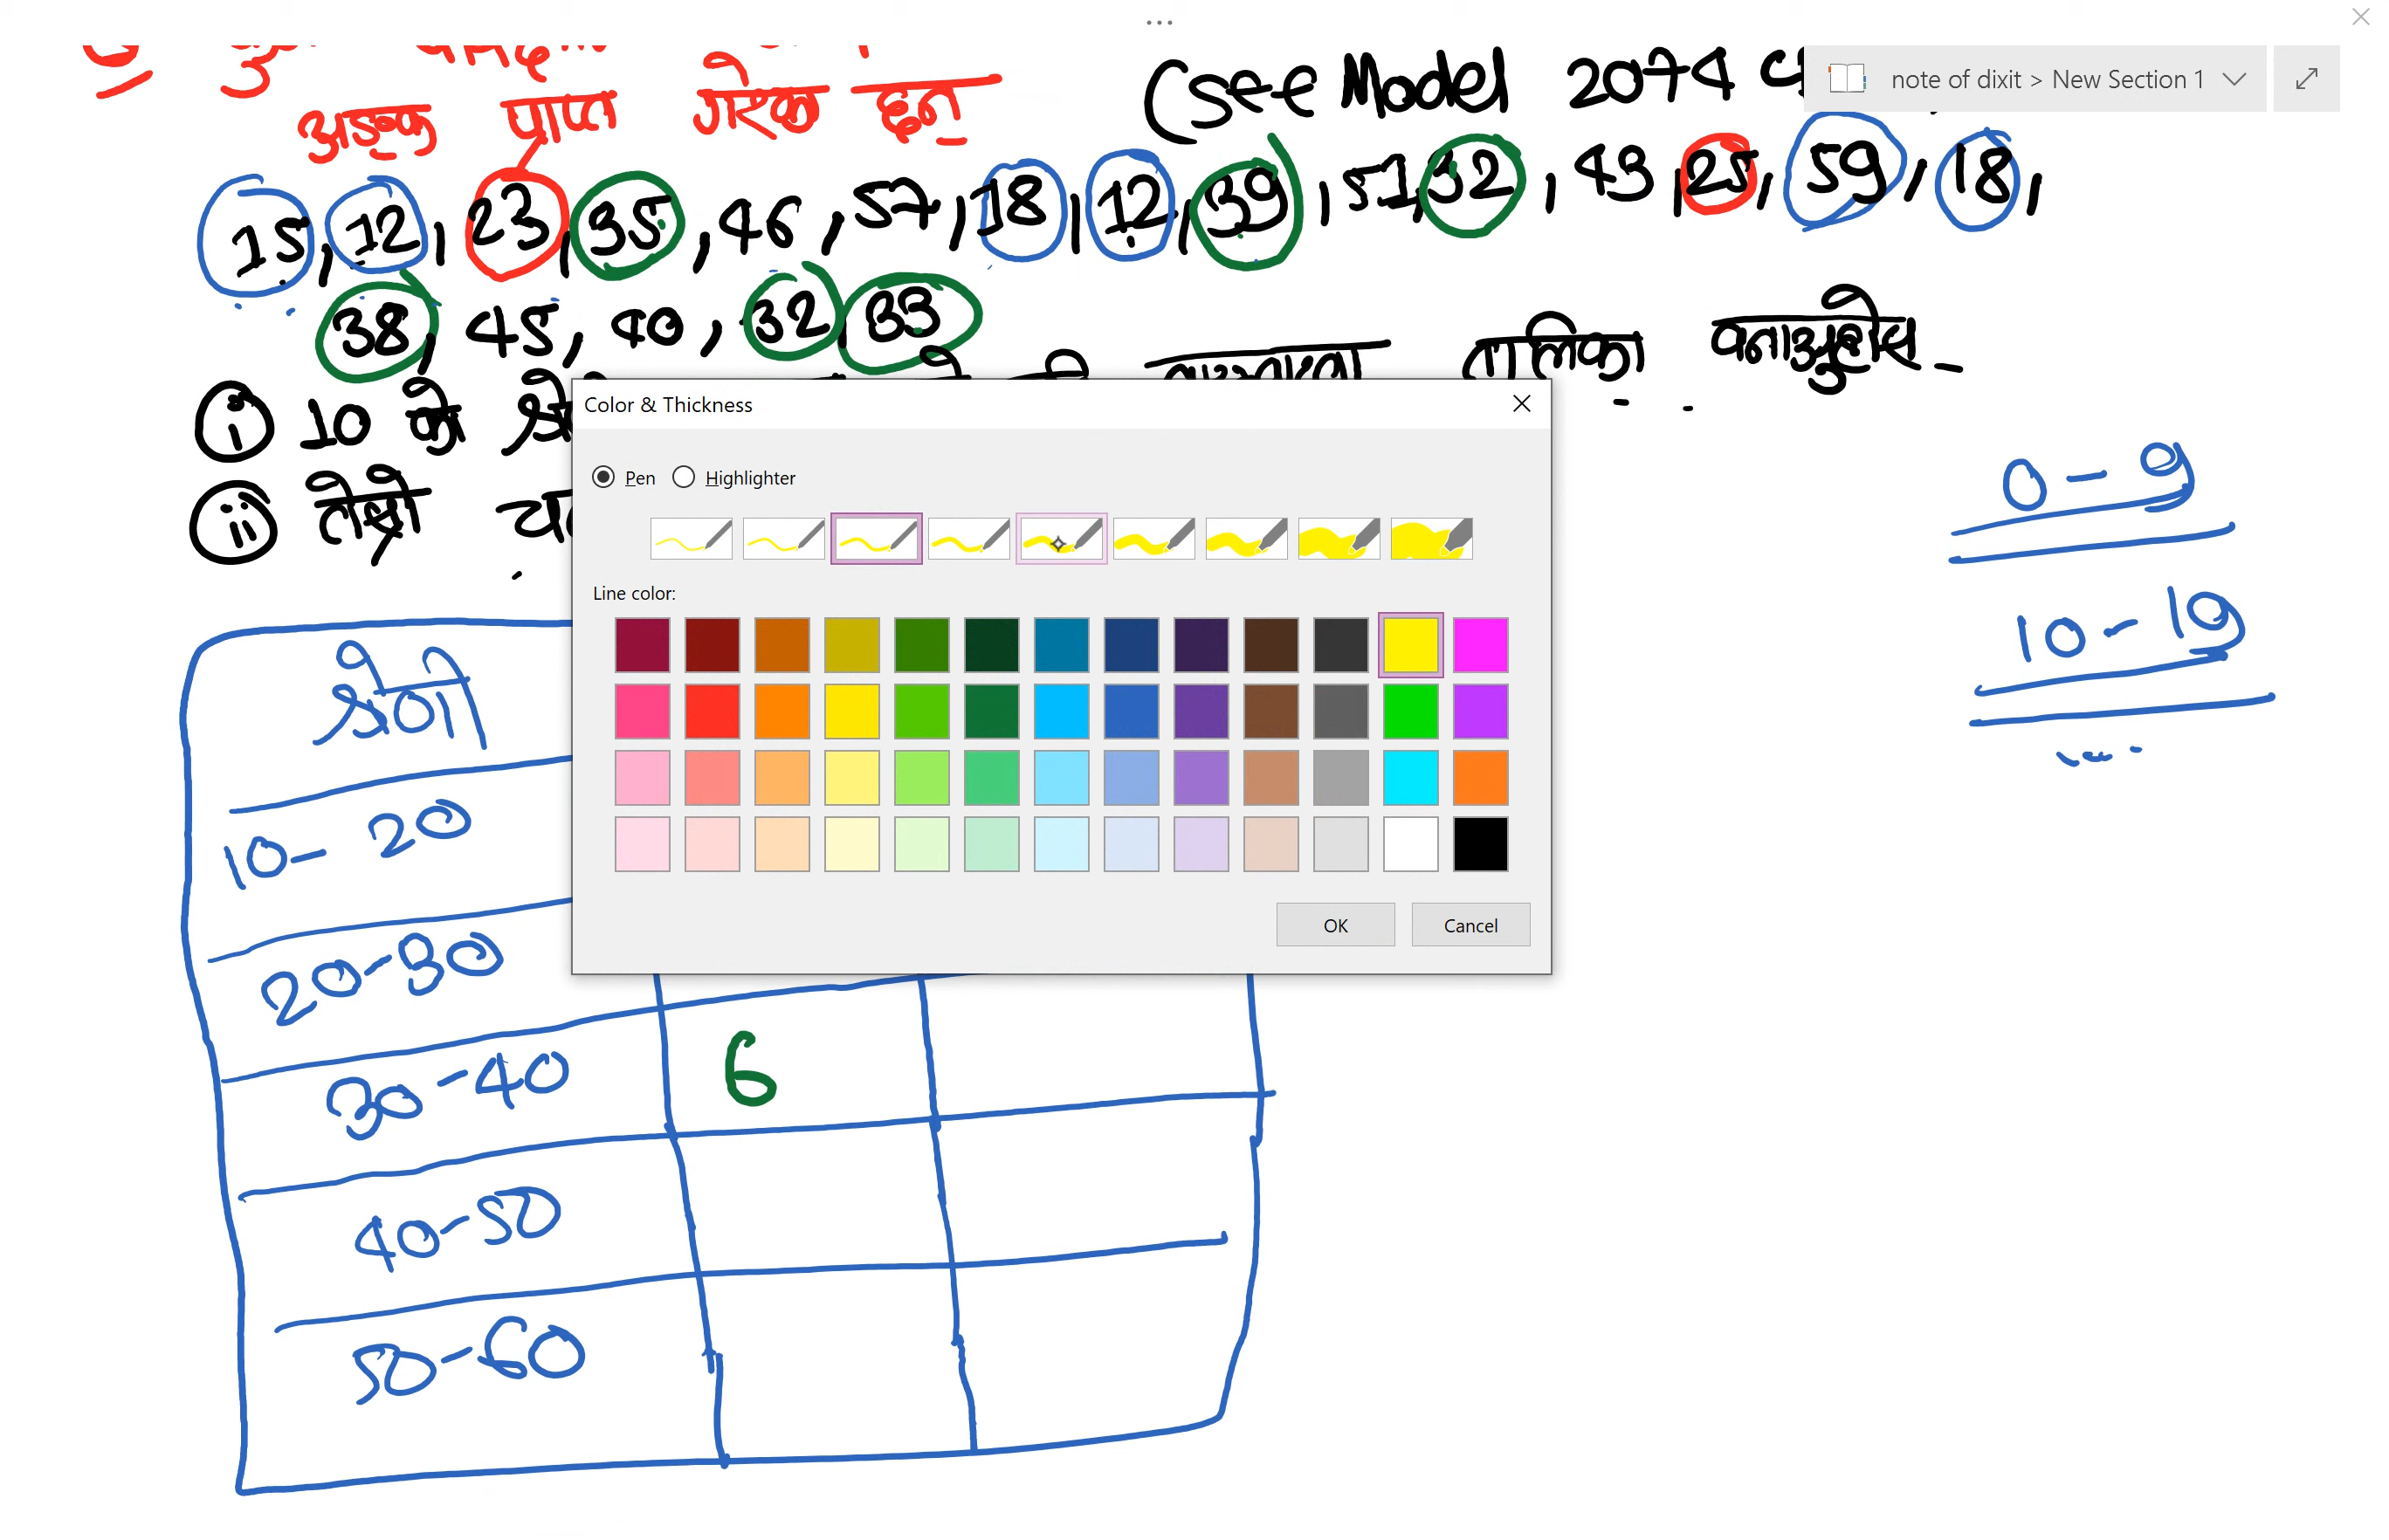 ...
अङ्क प्राप्त गरेका छन्
(see Model 2074
note of dixit > New Section 1
15, 12, 23, 35, 46, 57, 18, 12, 39, 51, 32, 43, 25, 59, 18,
38, 45, 40, 32, 33
तालिका बनाउनुहोस
i 10 को
ii तेस्रो
Color & Thickness
Pen Highlighter
Line color:
OK Cancel
0-9
10-19
श्रेणी
10-20
20-30
30-40 6
40-50
50-60